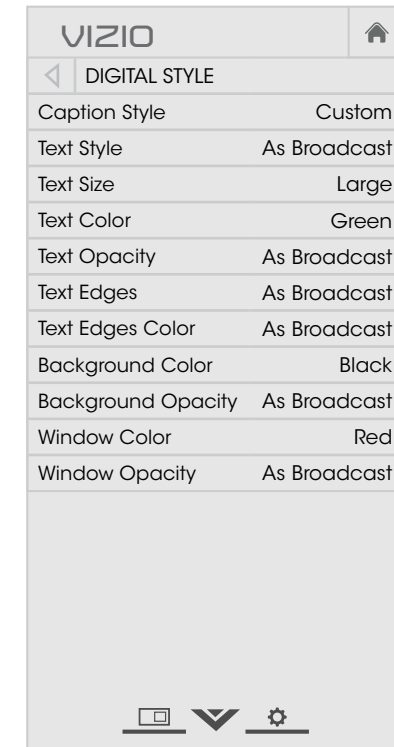 VIZIO
DIGITAL STYLE
Caption Style Custom
Text Style As Broadcast
Text Size Large
Text Color Green
Text Opacity As Broadcast
Text Edges As Broadcast
Text Edges Color As Broadcast
Background Color Black
Background Opacity As Broadcast
Window Color Red
Window Opacity As Broadcast